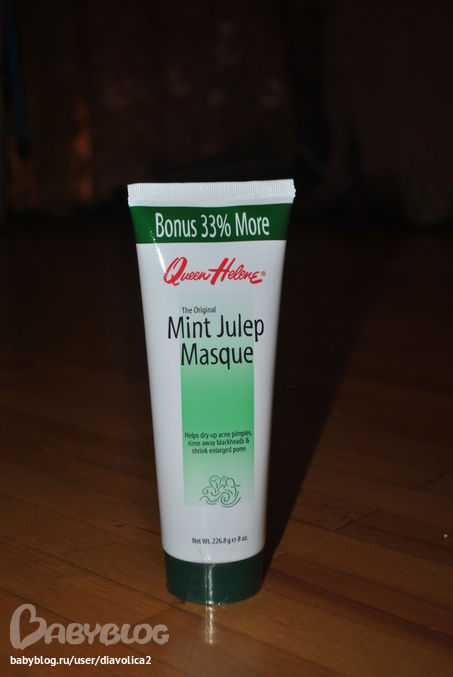 Bonus 33% More
Queen Helene®
The Original
Mint Julep
Masque
Helps dry up acne pimples,
rinse away blackheads &
shrink enlarged pores
Net Wt. 226.8 g ℮ 8 oz.
BABYBLOG
babyblog.ru/user/diavolica2